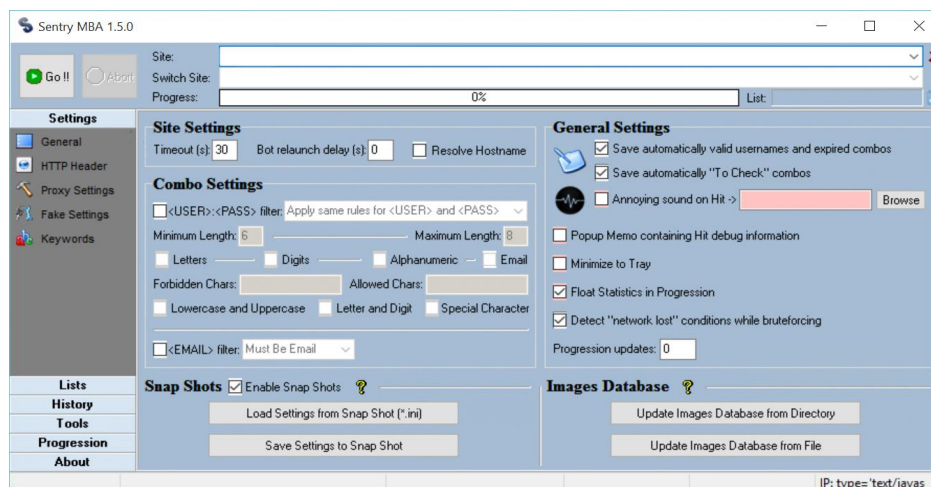 Sentry MBA 1.5.0
Go !!
Abort
Site:
Switch Site:
Progress: 0% List:
Settings
General
HTTP Header
Proxy Settings
Fake Settings
Keywords
Lists
History
Tools
Progression
About
Site Settings
Timeout (s): 30 Bot relaunch delay (s): 0 Resolve Hostname
Combo Settings
<USER>:<PASS> filter: Apply same rules for <USER> and <PASS>
Minimum Length: 6 Maximum Length: 8
Letters Digits Alphanumeric Email
Forbidden Chars: Allowed Chars:
Lowercase and Uppercase Letter and Digit Special Character
<EMAIL> filter: Must Be Email
Snap Shots Enable Snap Shots ?
Load Settings from Snap Shot (*.ini)
Save Settings to Snap Shot
General Settings
Save automatically valid usernames and expired combos
Save automatically "To Check" combos
Annoying sound on Hit -> Browse
Popup Memo containing Hit debug information
Minimize to Tray
Float Statistics in Progression
Detect "network lost" conditions while bruteforcing
Progression updates: 0
Images Database ?
Update Images Database from Directory
Update Images Database from File
IP: type='text/javas